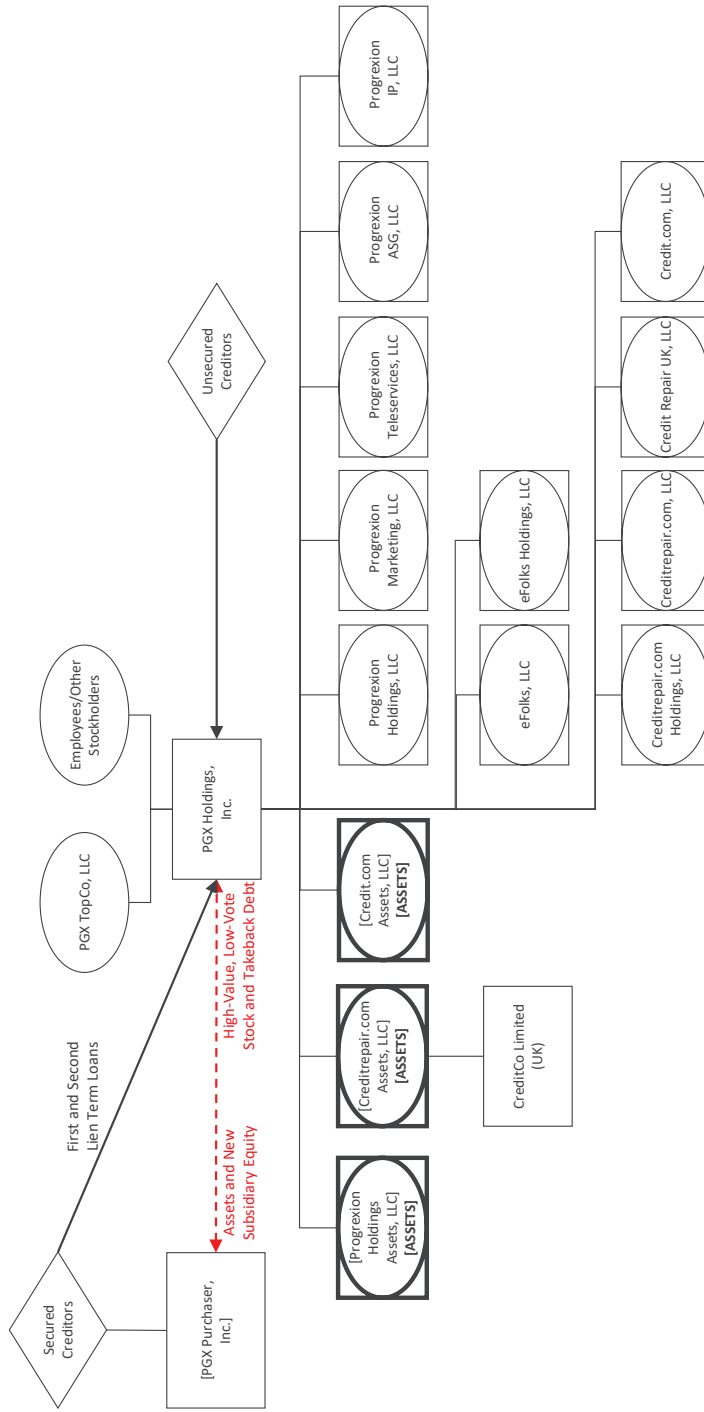 Secured
Creditors
First and Second
Lien Term Loans
PGX TopCo, LLC
Employees/Other
Stockholders
Unsecured
Creditors
[PGX Purchaser,
Inc.]
Assets and New
Subsidiary Equity
High-Value, Low-Vote
Stock and Takeback Debt
PGX Holdings,
Inc.
[Progrexion
Holdings
Assets, LLC]
[ASSETS]
[Creditrepair.com
Assets, LLC]
[ASSETS]
[Credit.com
Assets, LLC]
[ASSETS]
Progrexion
Holdings, LLC
Progrexion
Marketing, LLC
Progrexion
Teleservices, LLC
Progrexion
ASG, LLC
Progrexion
IP, LLC
CreditCo Limited
(UK)
eFolks, LLC
eFolks Holdings, LLC
Creditrepair.com
Holdings, LLC
Creditrepair.com, LLC
Credit Repair UK, LLC
Credit.com, LLC